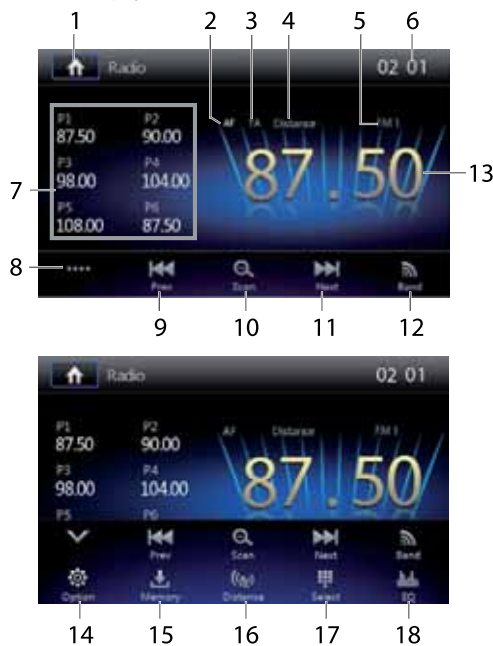 1 2 3 4 5 6
Radio 02 01
AF TA Distance FM 1
P1 P2
87.50 90.00
P3 P4
98.00 104.00
P5 P6
108.00 87.50
87.50
13
7
8
Prev Scan Next Band
9 10 11 12
Radio 02 01
AF Distance FM 1
P1 P2
87.50 90.00
P3 P4
98.00 104.00
P5 P6
87.50
Prev Scan Next Band
Option Memory Distance Select EQ
14 15 16 17 18